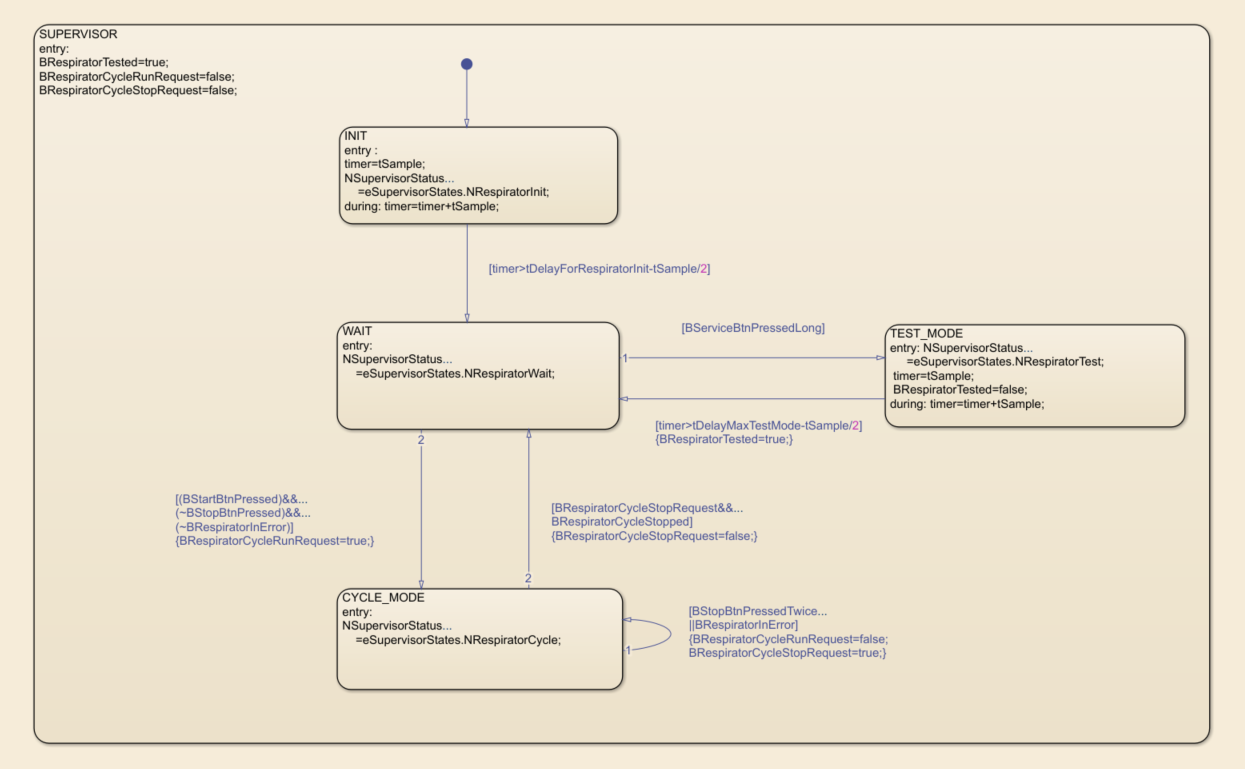 SUPERVISOR
entry:
BRespiratorTested=true;
BRespiratorCycleRunRequest=false;
BRespiratorCycleStopRequest=false;
INIT
entry :
timer=tSample;
NSupervisorStatus...
=eSupervisorStates.NRespiratorInit;
during: timer=timer+tSample;
[timer>tDelayForRespiratorInit-tSample/2]
WAIT
entry:
NSupervisorStatus...
=eSupervisorStates.NRespiratorWait;
1
[BServiceBtnPressedLong]
TEST_MODE
entry: NSupervisorStatus...
=eSupervisorStates.NRespiratorTest;
timer=tSample;
BRespiratorTested=false;
during: timer=timer+tSample;
[timer>tDelayMaxTestMode-tSample/2]
{BRespiratorTested=true;}
2
[(BStartBtnPressed)&&...
(~BStopBtnPressed)&&...
(~BRespiratorInError)]
{BRespiratorCycleRunRequest=true;}
[BRespiratorCycleStopRequest&&...
BRespiratorCycleStopped]
{BRespiratorCycleStopRequest=false;}
2
CYCLE_MODE
entry:
NSupervisorStatus...
=eSupervisorStates.NRespiratorCycle;
1
[BStopBtnPressedTwice...
||BRespiratorInError]
{BRespiratorCycleRunRequest=false;
BRespiratorCycleStopRequest=true;}